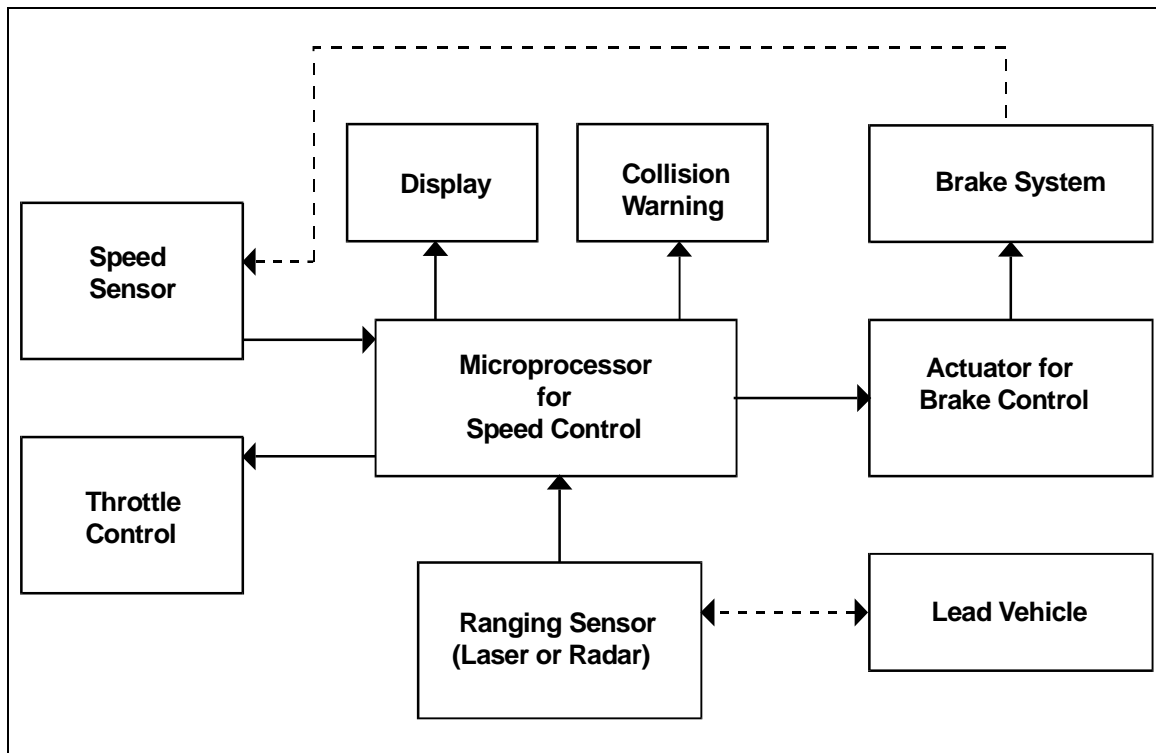 Display
Collision
Warning
Brake System
Speed
Sensor
Microprocessor
for
Speed Control
Actuator for
Brake Control
Throttle
Control
Ranging Sensor
(Laser or Radar)
Lead Vehicle